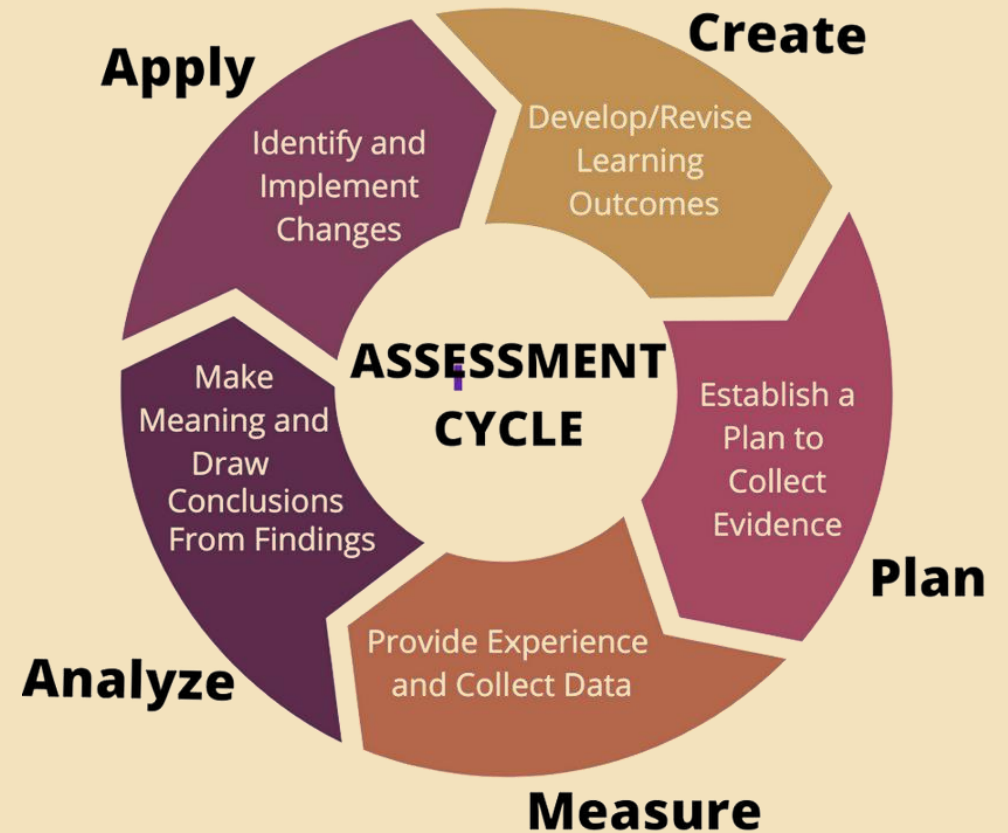 ASSESSMENT
CYCLE
Create
Develop/Revise
Learning
Outcomes
Plan
Establish a
Plan to
Collect
Evidence
Measure
Provide Experience
and Collect Data
Analyze
Make
Meaning and
Draw
Conclusions
From Findings
Apply
Identify and
Implement
Changes